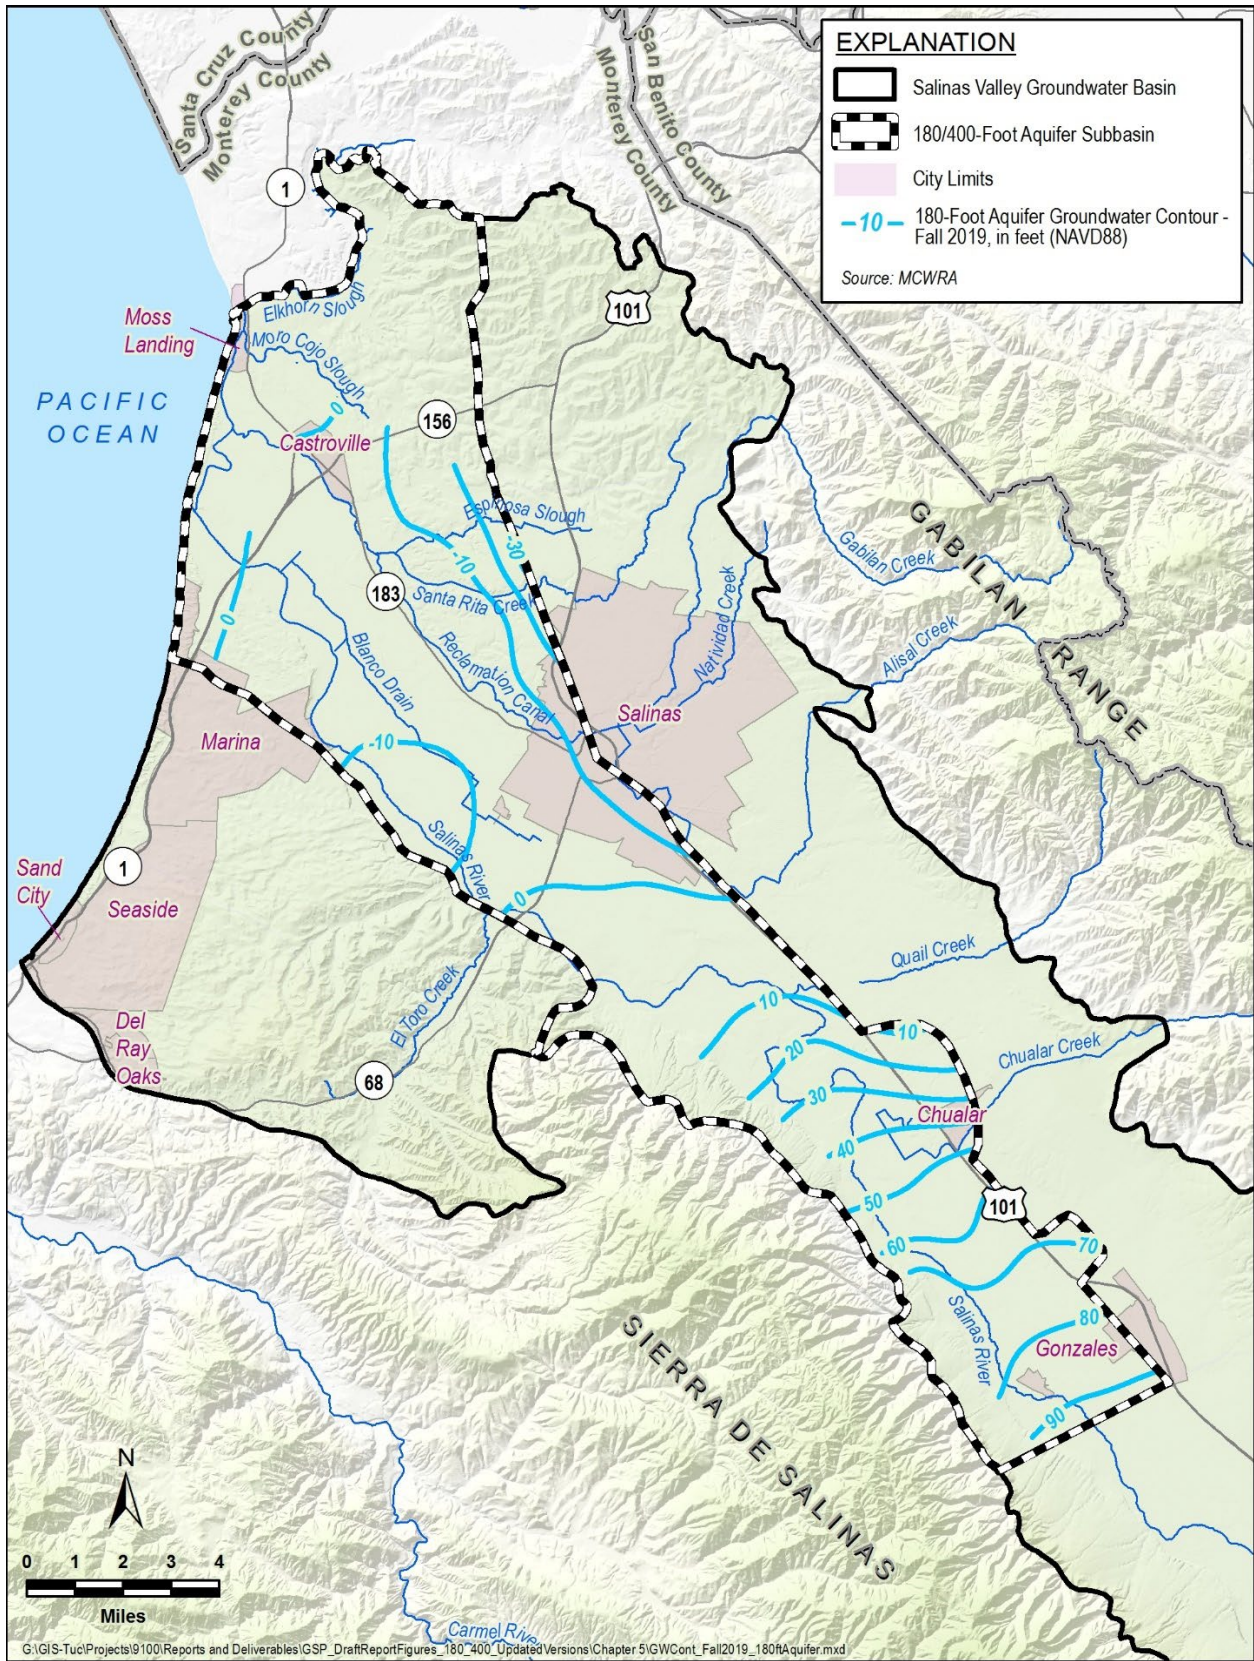 Santa Cruz County
Monterey County
San Benito County
Monterey County
EXPLANATION
Salinas Valley Groundwater Basin
180/400-Foot Aquifer Subbasin
City Limits
-10- 180-Foot Aquifer Groundwater Contour -
Fall 2019, in feet (NAVD88)
Source: MCWRA
1
101
Elkhorn Slough
Moss
Landing
Moro Cojo Slough
PACIFIC
OCEAN
0
156
Castroville
Espinosa Slough
-30
-10
GABILAN
RANGE
Gabilan Creek
183
Santa Rita Creek
Natividad Creek
0
Blanco Drain
Reclamation Canal
Alisal Creek
Salinas
Marina
-10
Salinas River
1
Sand
City
Seaside
0
Quail Creek
El Toro Creek
10
10
Del
Ray
Oaks
20
Chualar Creek
68
30
Chualar
40
50
101
60
70
Salinas River
80
Gonzales
90
SIERRA DE SALINAS
N
0 1 2 3 4
Miles
Carmel River
G:\GIS-Tuc\Projects\9100\Reports and Deliverables\GSP_DraftReportFigures_180_400_UpdatedVersions\Chapter 5\GWCont_Fall2019_180ftAquifer.mxd